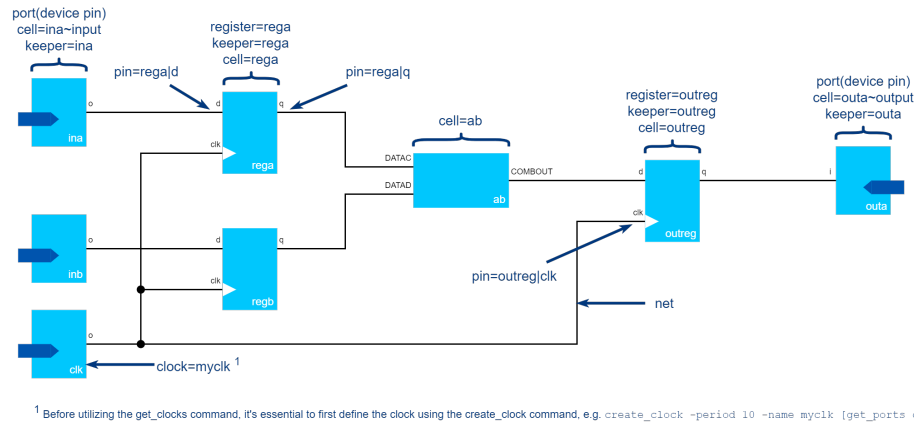 port(device pin)
cell=ina~input
keeper=ina
register=rega
keeper=rega
cell=rega
pin=rega|d
pin=rega|q
port(device pin)
cell=outa~output
keeper=outa
register=outreg
keeper=outreg
cell=outreg
cell=ab
o
d
q
ina
clk
rega
DATAC
DATAD
COMBOUT
ab
d
q
i
outa
clk
outreg
o
d
q
inb
clk
regb
pin=outreg|clk
net
o
clk
clock=myclk 1
1 Before utilizing the get_clocks command, it's essential to first define the clock using the create_clock command, e.g. create_clock -period 10 -name myclk [get_ports